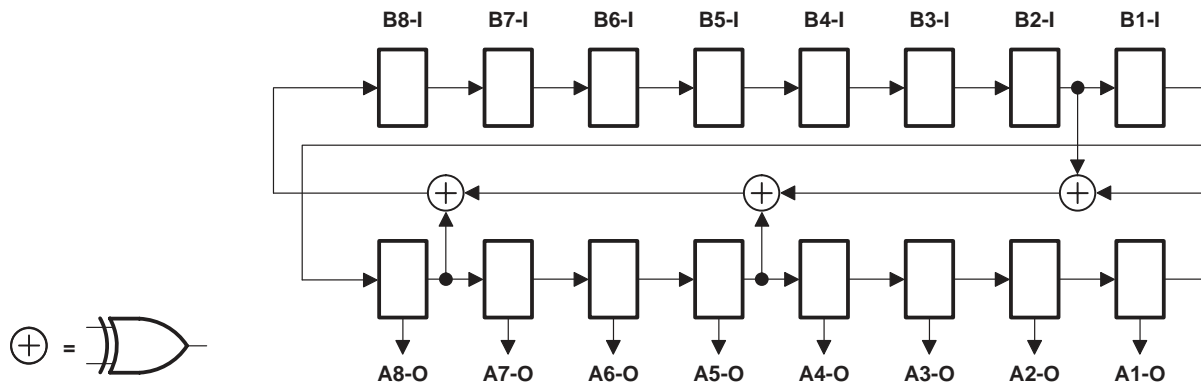 B8-I B7-I B6-I B5-I B4-I B3-I B2-I B1-I
=
A8-O A7-O A6-O A5-O A4-O A3-O A2-O A1-O